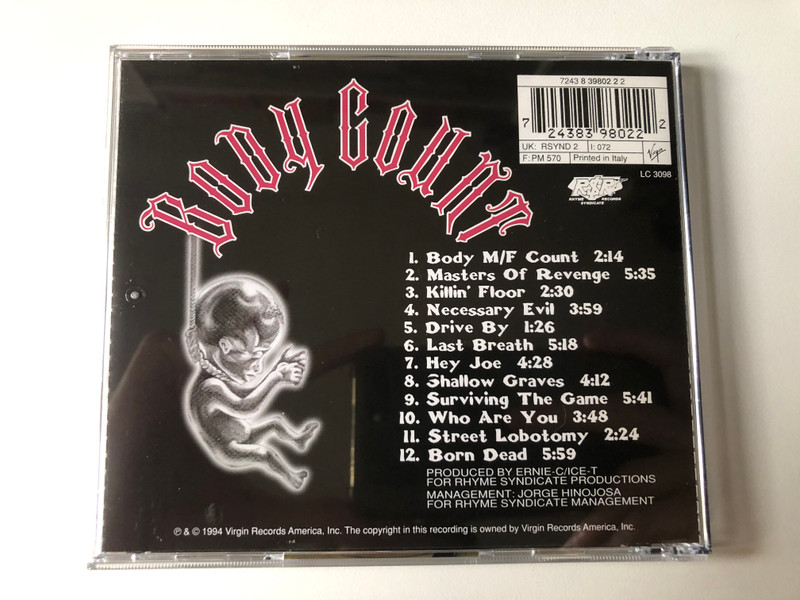 Body Count
7243 8 39802 2 2
7 24383 98022 2
UK: RSYND 2 I: 072
F: PM 570 Printed in Italy
Virgin
LC 3098
R$R
RHYME RECORDS
SYNDICATE
1. Body M/F Count 2:14
2. Masters Of Revenge 5:35
3. Killin' Floor 2:30
4. Necessary Evil 3:59
5. Drive By 1:26
6. Last Breath 5:18
7. Hey Joe 4:28
8. Shallow Graves 4:12
9. Surviving The Game 5:41
10. Who Are You 3:48
11. Street Lobotomy 2:24
12. Born Dead 5:59
PRODUCED BY ERNIE-C/ICE-T
FOR RHYME SYNDICATE PRODUCTIONS
MANAGEMENT: JORGE HINOJOSA
FOR RHYME SYNDICATE MANAGEMENT
℗ & © 1994 Virgin Records America, Inc. The copyright in this recording is owned by Virgin Records America, Inc.